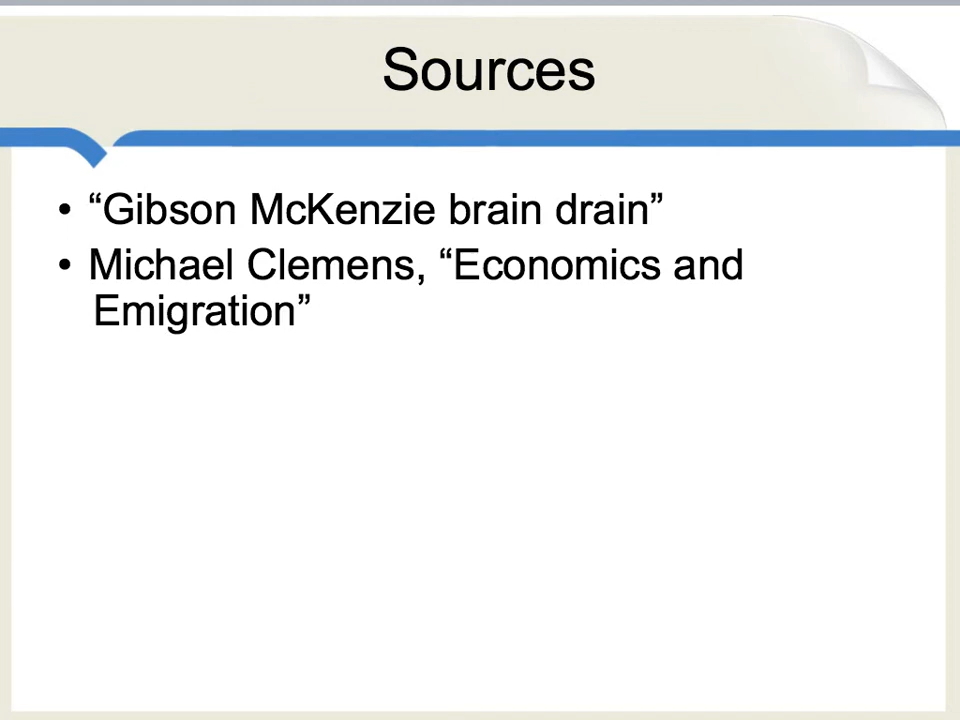 Sources
• “Gibson McKenzie brain drain”
• Michael Clemens, “Economics and
Emigration”